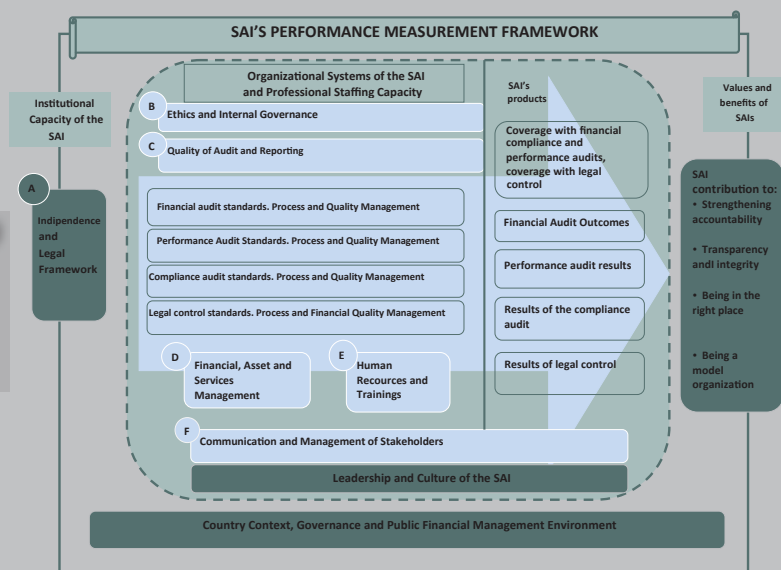 SAI'S PERFORMANCE MEASUREMENT FRAMEWORK
Institutional
Capacity of the
SAI
A
Indipendence
and
Legal
Framework
Organizational Systems of the SAI
and Professional Staffing Capacity
B
Ethics and Internal Governance
C
Quality of Audit and Reporting
Financial audit standards. Process and Quality Management
Performance Audit Standards. Process and Quality Management
Compliance audit standards. Process and Quality Management
Legal control standards. Process and Financial Quality Management
D
Financial, Asset and
Services
Management
E
Human
Recources and
Trainings
F
Communication and Management of Stakeholders
Leadership and Culture of the SAI
SAI's
products
Coverage with financial
compliance and
performance audits,
coverage with legal
control
Financial Audit Outcomes
Performance audit results
Results of the compliance
audit
Results of legal control
Values and
benefits of
SAIs
SAI
contribution to:
• Strengthening
accountability
• Transparency
andI integrity
• Being in the
right place
• Being a
model
organization
Country Context, Governance and Public Financial Management Environment